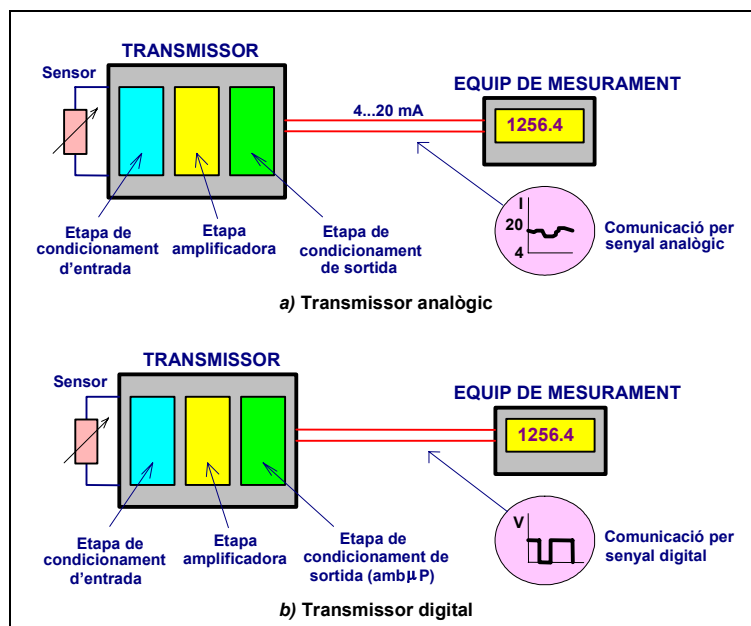 TRANSMISSOR
Sensor
EQUIP DE MESURAMENT
4...20 mA
1256.4
Etapa de
condicionament
d'entrada
Etapa
amplificadora
Etapa de
condicionament
de sortida
I
20
4
Comunicació per
senyal analògic
a) Transmissor analògic
TRANSMISSOR
Sensor
EQUIP DE MESURAMENT
1256.4
Etapa de
condicionament
d'entrada
Etapa
amplificadora
Etapa de
condicionament de
sortida (ambµP)
V
Comunicació per
senyal digital
b) Transmissor digital